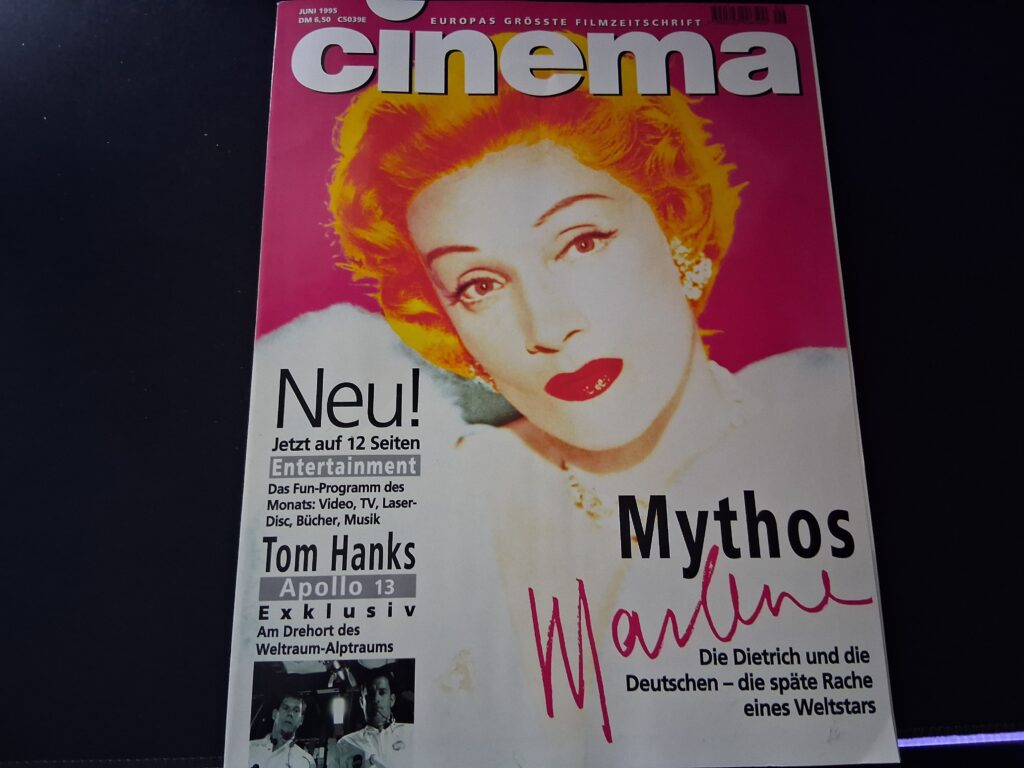 JUNI 1995
DM 6,50 C5039E
EUROPAS GRÖSSTE FILMZEITSCHRIFT
cinema
Neu!
Jetzt auf 12 Seiten
Entertainment
Das Fun-Programm des
Monats: Video, TV, Laser-
Disc, Bücher, Musik
Tom Hanks
Apollo 13
Exklusiv
Am Drehort des
Weltraum-Alptraums
Mythos
Marlene
Die Dietrich und die
Deutschen – die späte Rache
eines Weltstars